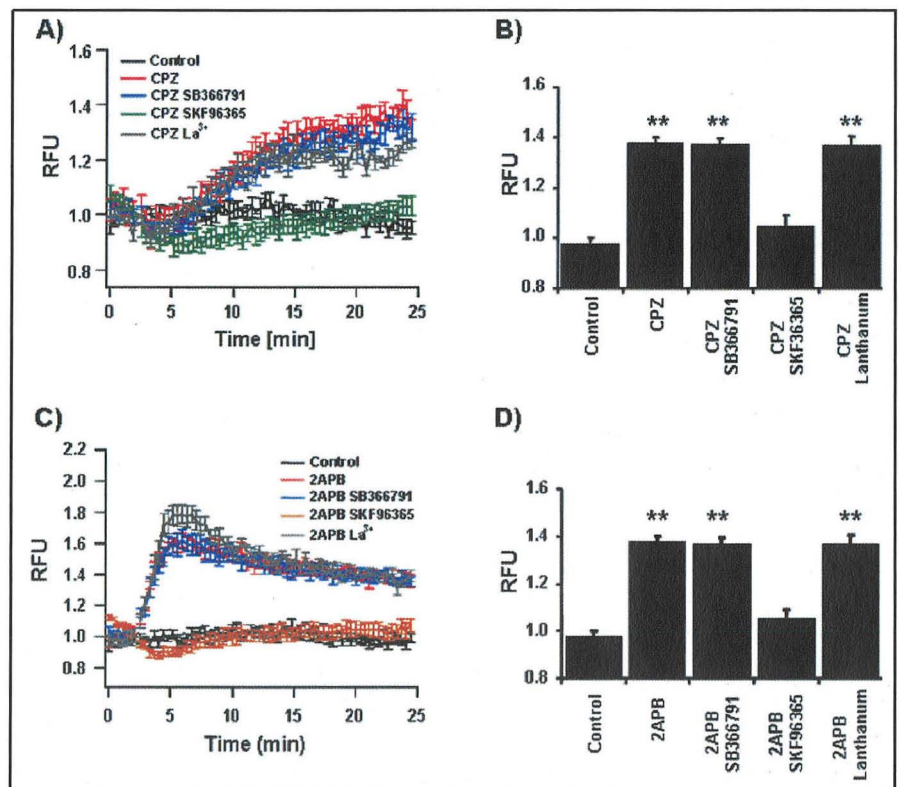 A)
1.6
1.4
1.2
1.0
0.8
RFU
Control
CPZ
CPZ SB366791
CPZ SKF96365
CPZ La3+
0 5 10 15 20 25
Time [min]
B)
1.6
1.4
1.2
1.0
0.8
RFU
** ** **
Control
CPZ
CPZ
SB366791
CPZ
SKF36365
CPZ
Lanthanum
C)
2.2
2.0
1.8
1.6
1.4
1.2
1.0
0.8
RFU
Control
2APB
2APB SB366791
2APB SKF96365
2APB La3+
0 5 10 15 20 25
Time (min)
D)
1.6
1.4
1.2
1.0
0.8
RFU
** ** **
Control
2APB
2APB
SB366791
2APB
SKF96365
2APB
Lanthanum